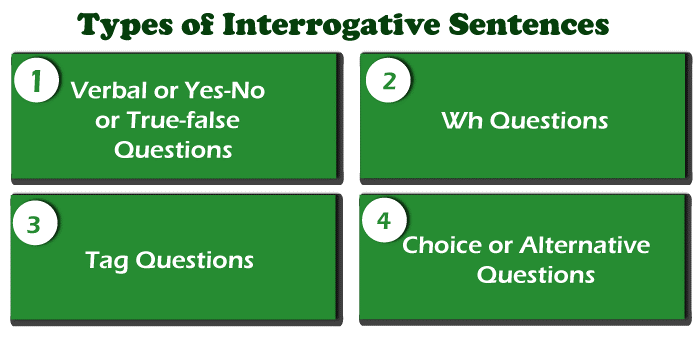 Types of Interrogative Sentences
1
Verbal or Yes-No
or True-false
Questions
2
Wh Questions
3
Tag Questions
4
Choice or Alternative
Questions